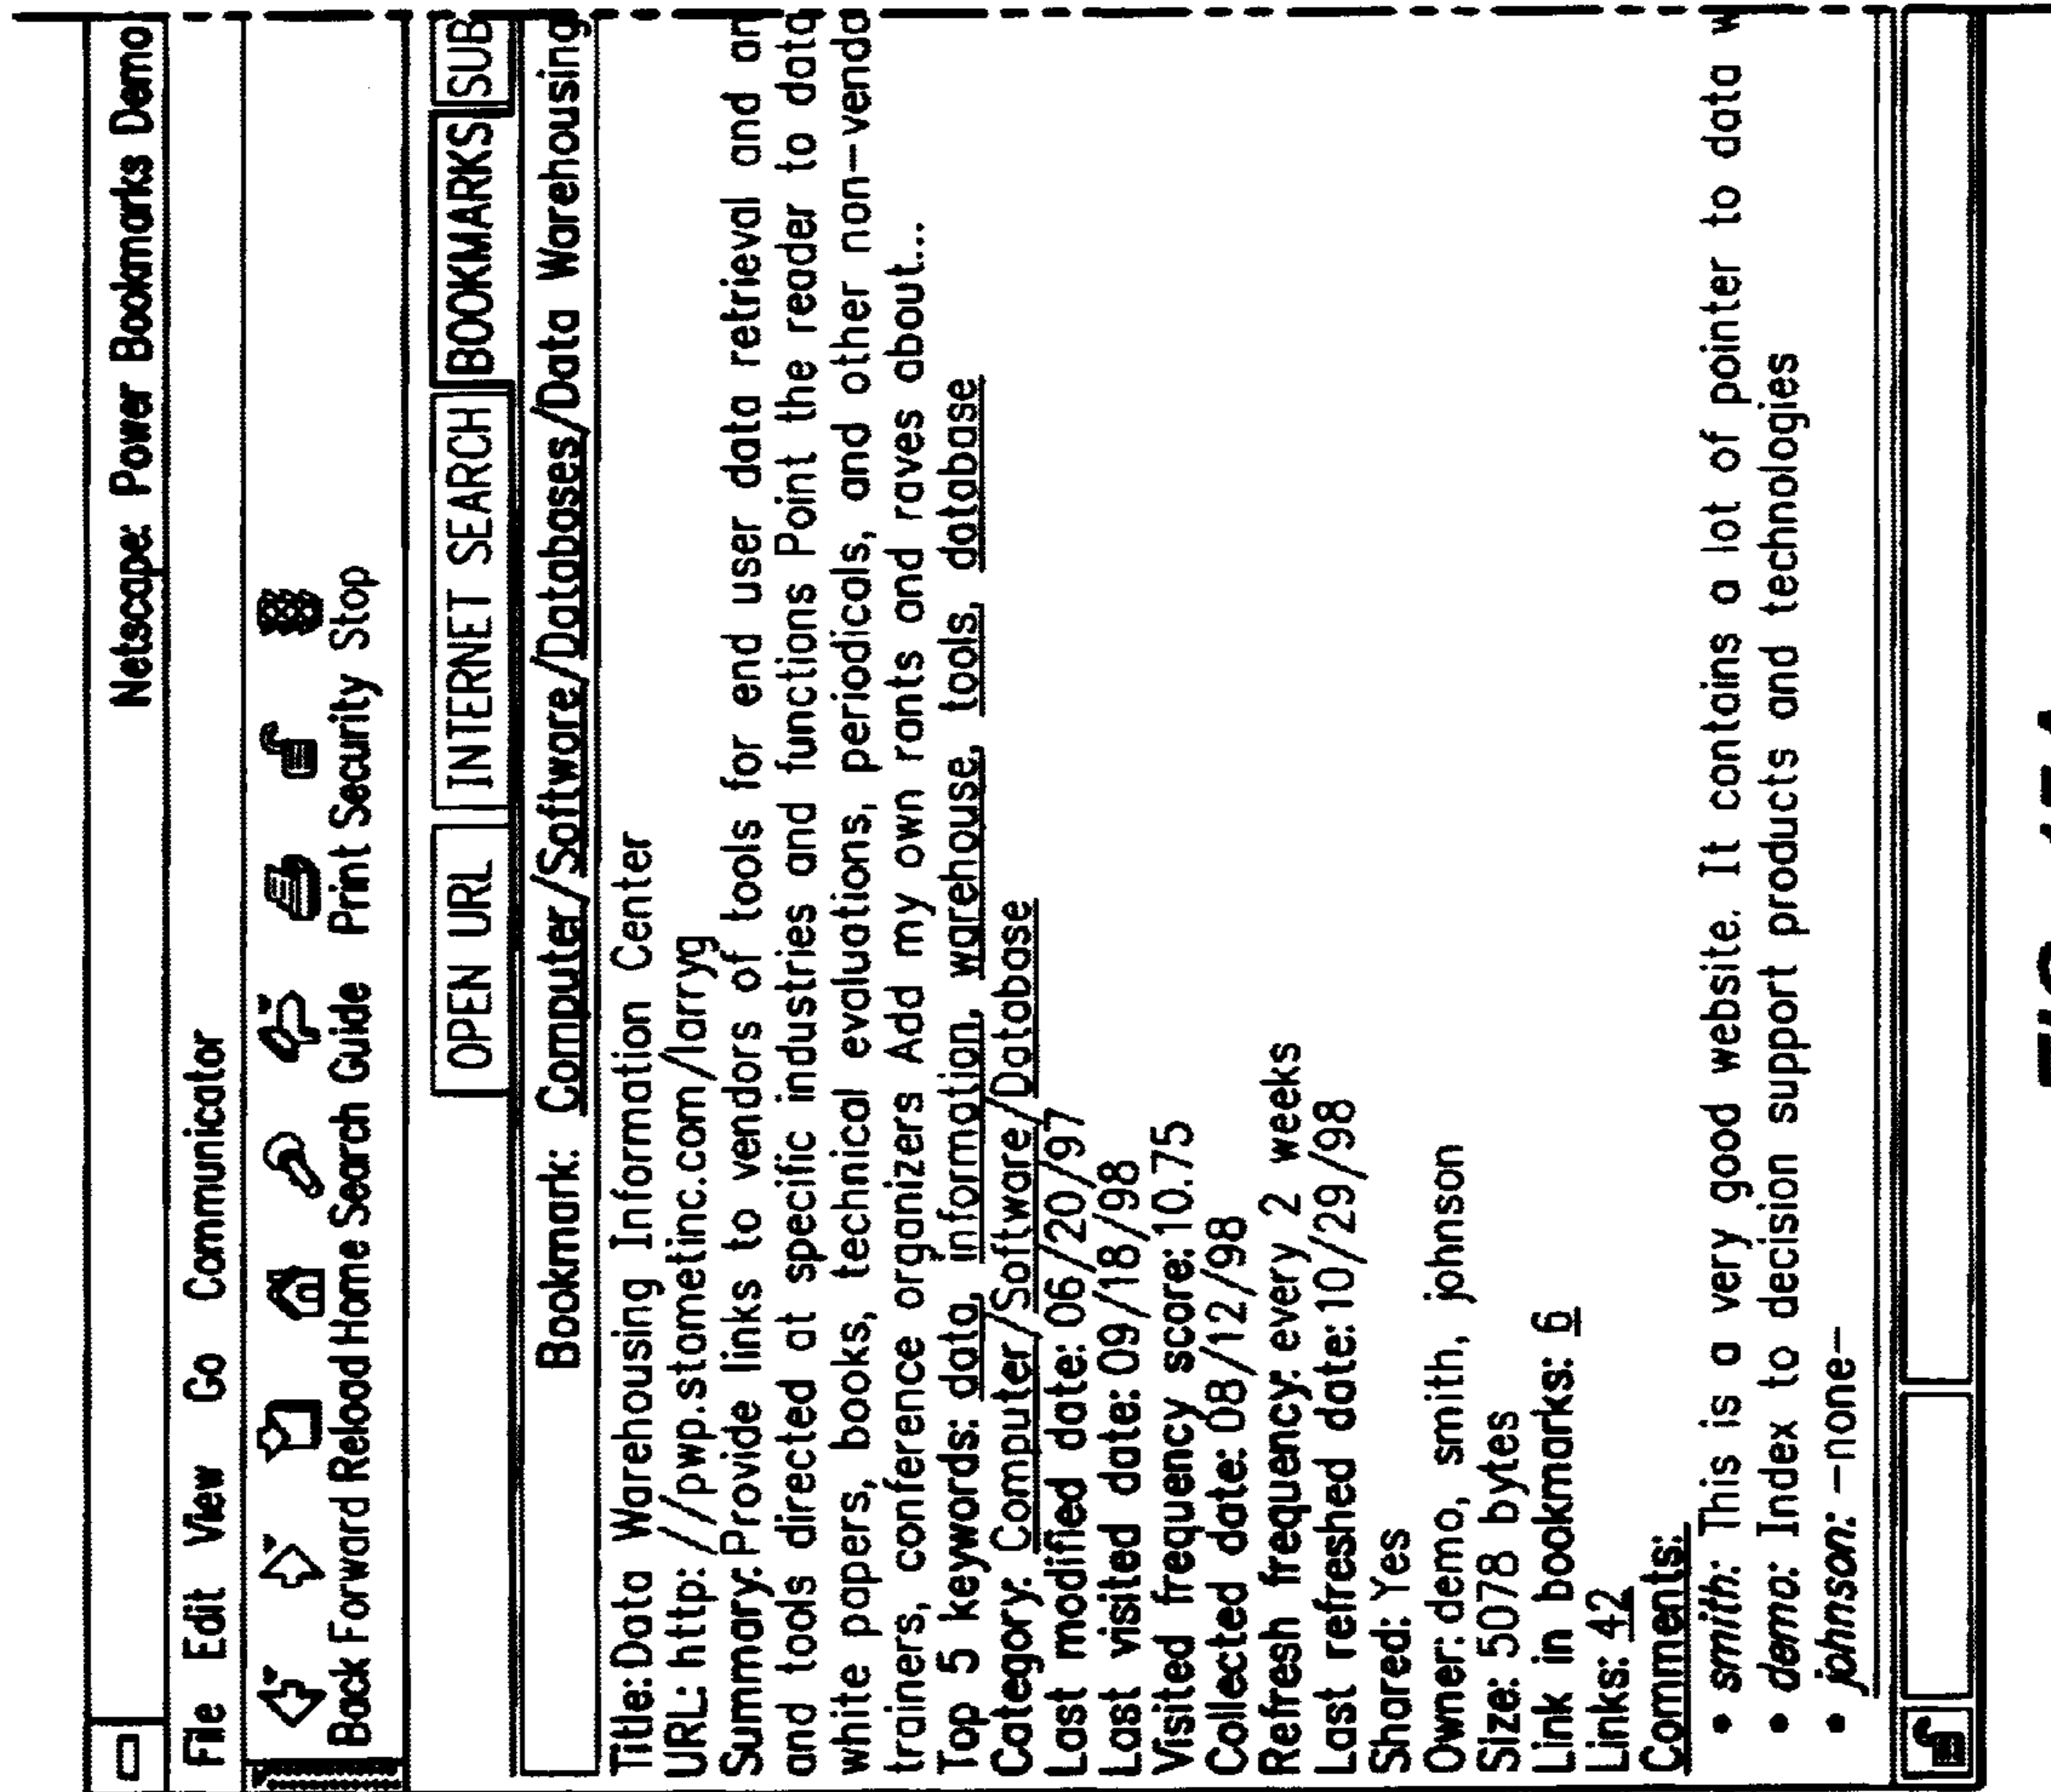 Netscape: Power Bookmarks Demo
File Edit View Go Communicator
Back Forward Reload Home Search Guide Print Security Stop
OPEN URL INTERNET SEARCH BOOKMARKS SUB
Bookmark: Computer/Software/Databases/Data Warehousing
Title: Data Warehousing Information Center
URL: http: //pwp.stametinc.com/larryg
Summary: Provide links to vendors of tools for end user data retrieval and an
and tools directed at specific industries and functions Point the reader to data
white papers, books, technical evaluations, periodicals, and other non-vendo
trainers, conference organizers Add my own rants and raves about...
Top 5 keywords: data, information, warehouse, tools, database
Category: Computer/Software/Database
Last modified date: 06/20/97
Last visited date: 09/18/98
Visited frequency score: 10.75
Collected date: 08/12/98
Refresh frequency: every 2 weeks
Last refreshed date: 10/29/98
Shared: Yes
Owner: demo, smith, johnson
Size: 5078 bytes
Link in bookmarks: 6
Links: 42
Comments:
• smith: This is a very good website. It contains a lot of pointer to data w
• demo: Index to decision support products and technologies
• johnson: -none-